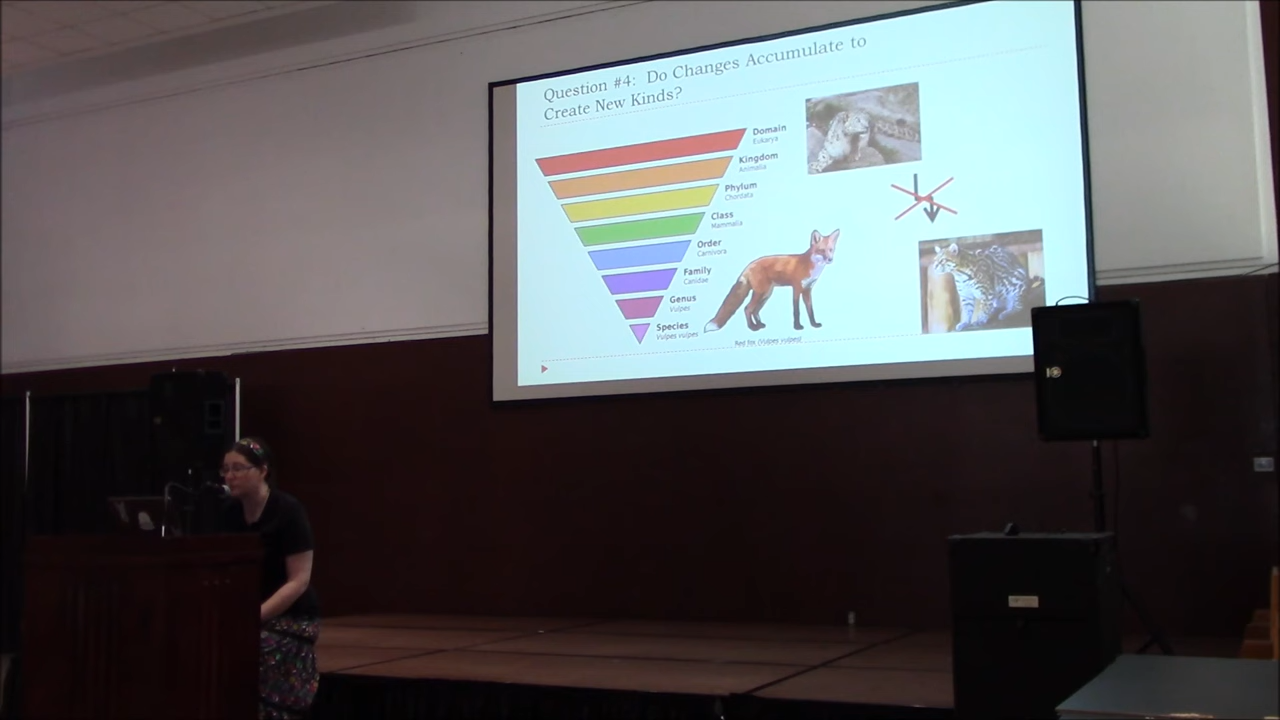 Question #4: Do Changes Accumulate to
Create New Kinds?
Domain
Eukarya
Kingdom
Animalia
Phylum
Chordata
Class
Mammalia
Order
Carnivora
Family
Canidae
Genus
Vulpes
Species
Vulpes vulpes
Red fox (Vulpes vulpes)